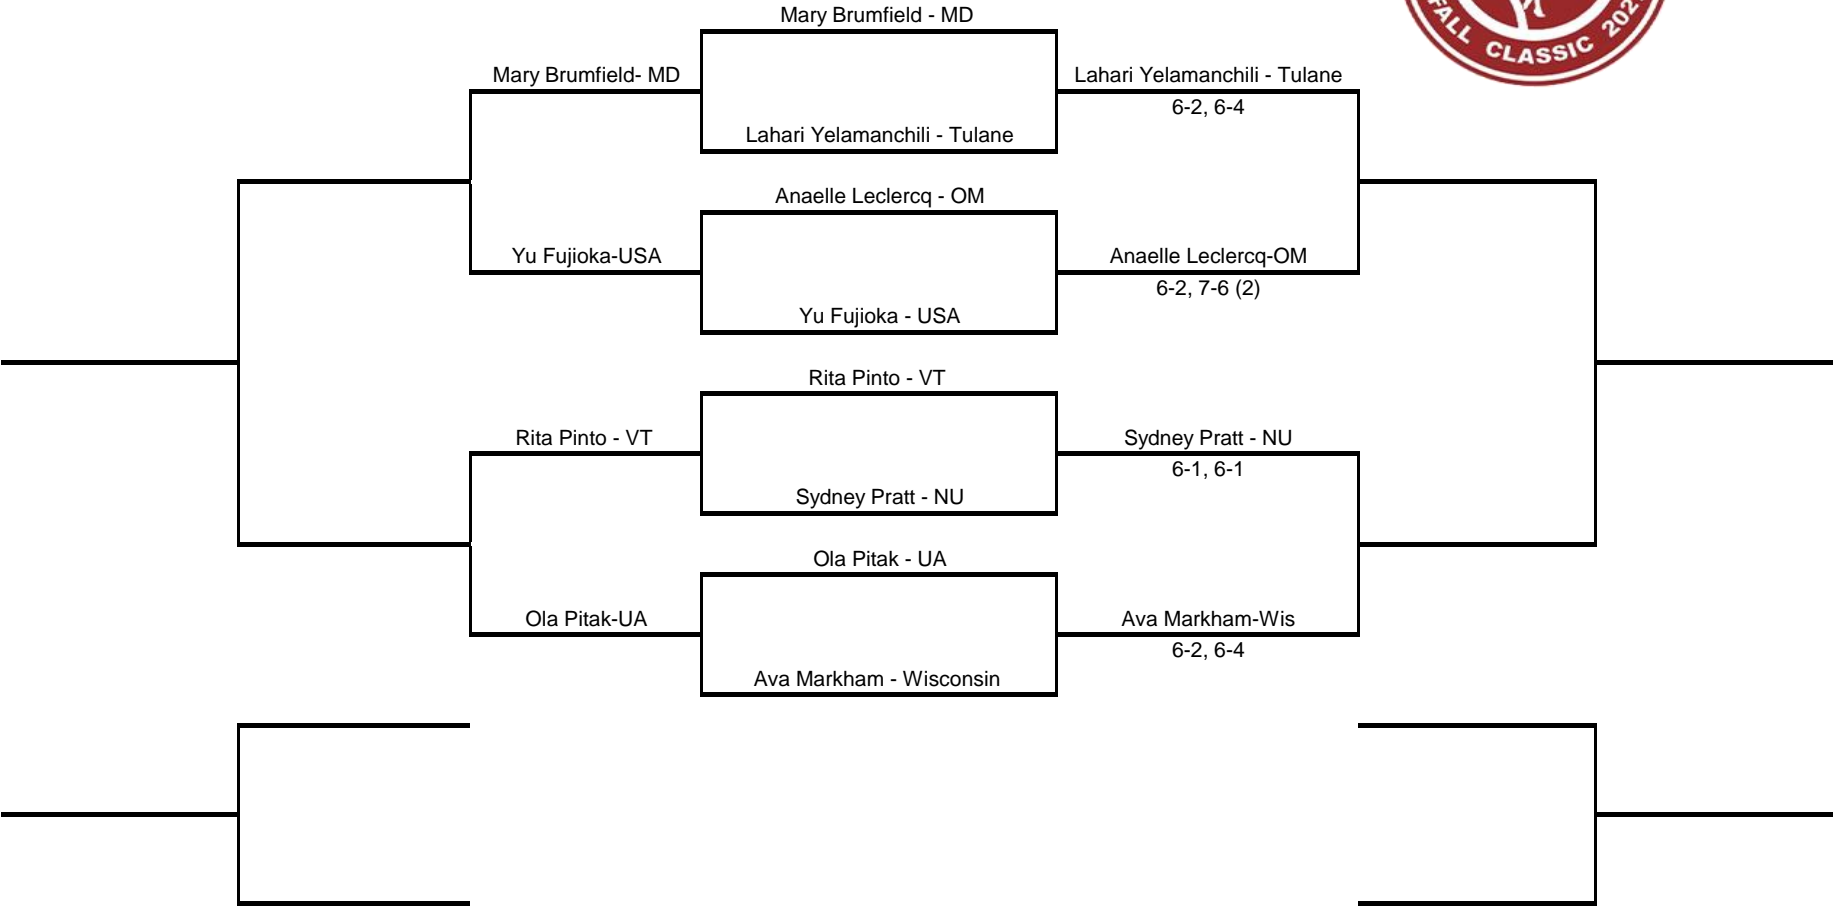 Mary Brumfield - MD
FALL CLASSIC
Mary Brumfield- MD
Lahari Yelamanchili - Tulane
6-2, 6-4
Lahari Yelamanchili - Tulane
Anaelle Leclercq - OM
Yu Fujioka-USA
Anaelle Leclercq-OM
6-2, 7-6 (2)
Yu Fujioka - USA
Rita Pinto - VT
Rita Pinto - VT
Sydney Pratt - NU
6-1, 6-1
Sydney Pratt - NU
Ola Pitak - UA
Ola Pitak-UA
Ava Markham-Wis
6-2, 6-4
Ava Markham - Wisconsin